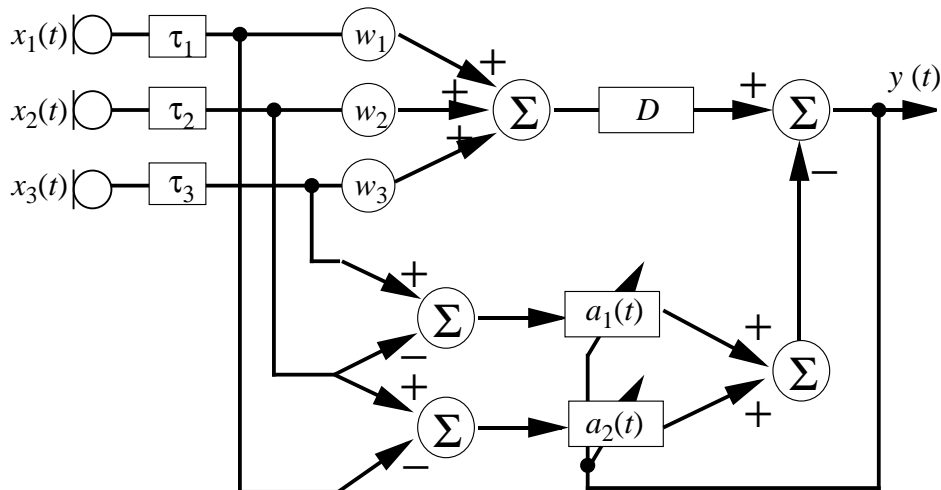 x1(t) τ1 w1 +
x2(t) τ2 w2 + Σ D + Σ y (t)
x3(t) τ3 w3 + −
+ Σ a1(t) +
− Σ
+ Σ a2(t) +
−